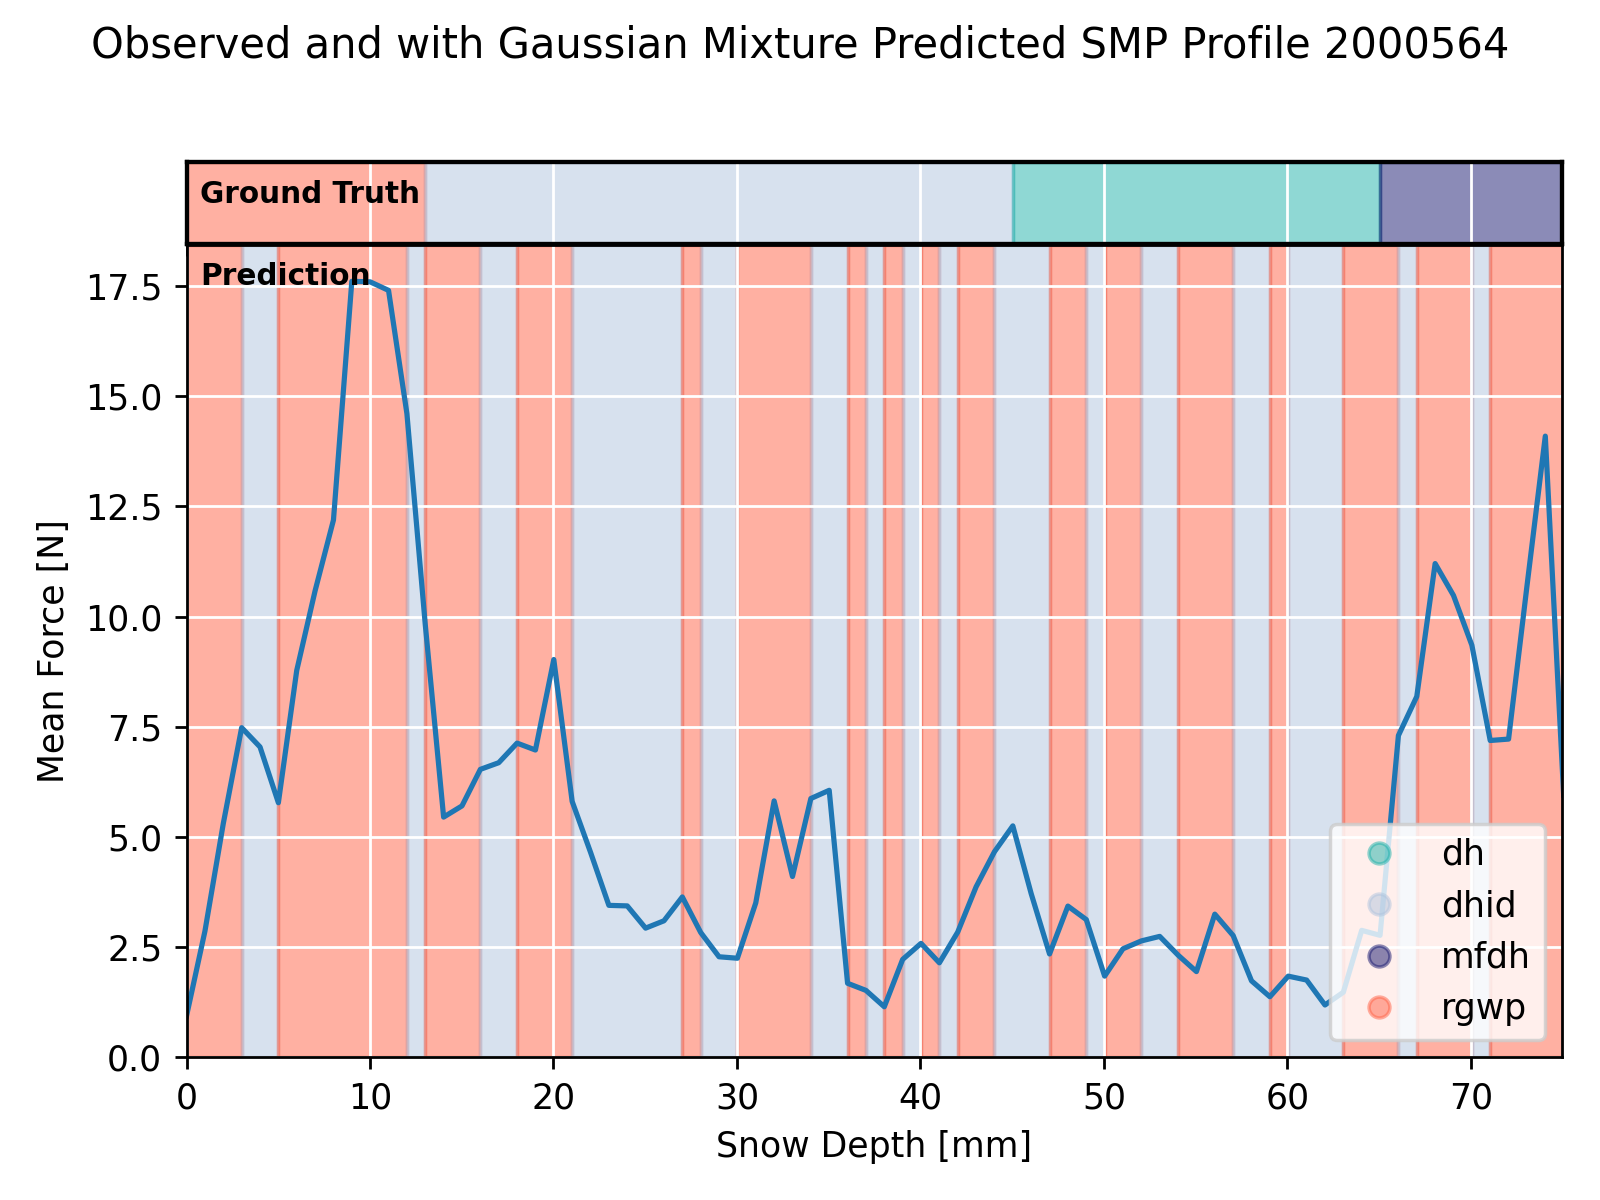 Observed and with Gaussian Mixture Predicted SMP Profile 2000564
Ground Truth
Prediction
17.5
15.0
12.5
10.0
7.5
5.0
2.5
0.0
Mean Force [N]
dh
dhid
mfdh
rgwp
0 10 20 30 40 50 60 70
Snow Depth [mm]